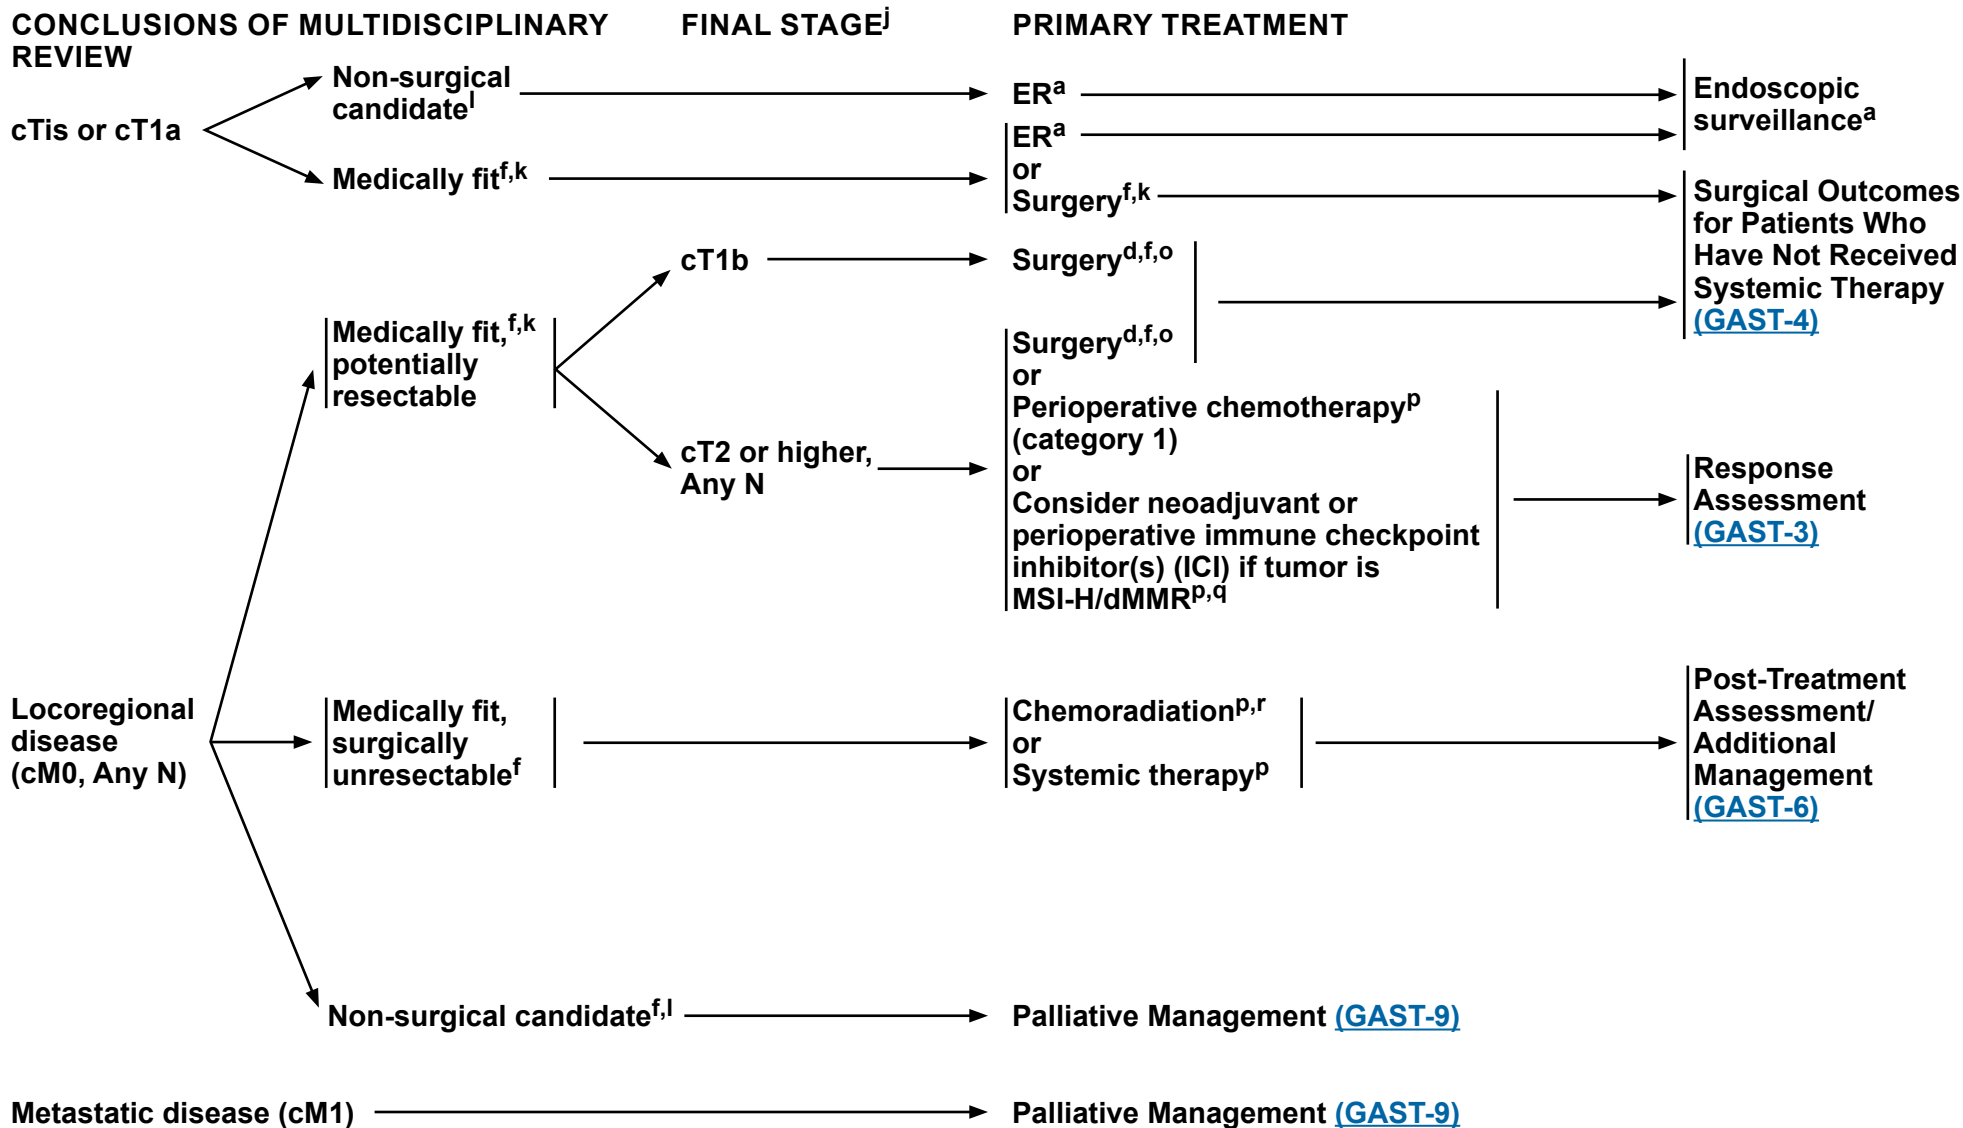 CONCLUSIONS OF MULTIDISCIPLINARY
REVIEW
FINAL STAGEj
PRIMARY TREATMENT
cTis or cT1a
Non-surgical
candidatel
ERa
Endoscopic
surveillancea
Medically fitf,k
ERa
or
Surgeryf,k
Surgical Outcomes
for Patients Who
Have Not Received
Systemic Therapy
(GAST-4)
Locoregional
disease
(cM0, Any N)
Medically fit,f,k
potentially
resectable
cT1b
Surgeryd,f,o
cT2 or higher,
Any N
Surgeryd,f,o
or
Perioperative chemotherapyp
(category 1)
or
Consider neoadjuvant or
perioperative immune checkpoint
inhibitor(s) (ICI) if tumor is
MSI-H/dMMRp,q
Response
Assessment
(GAST-3)
Medically fit,
surgically
unresectablef
Chemoradiationp,r
or
Systemic therapyp
Post-Treatment
Assessment/
Additional
Management
(GAST-6)
Non-surgical candidatef,l
Palliative Management (GAST-9)
Metastatic disease (cM1)
Palliative Management (GAST-9)